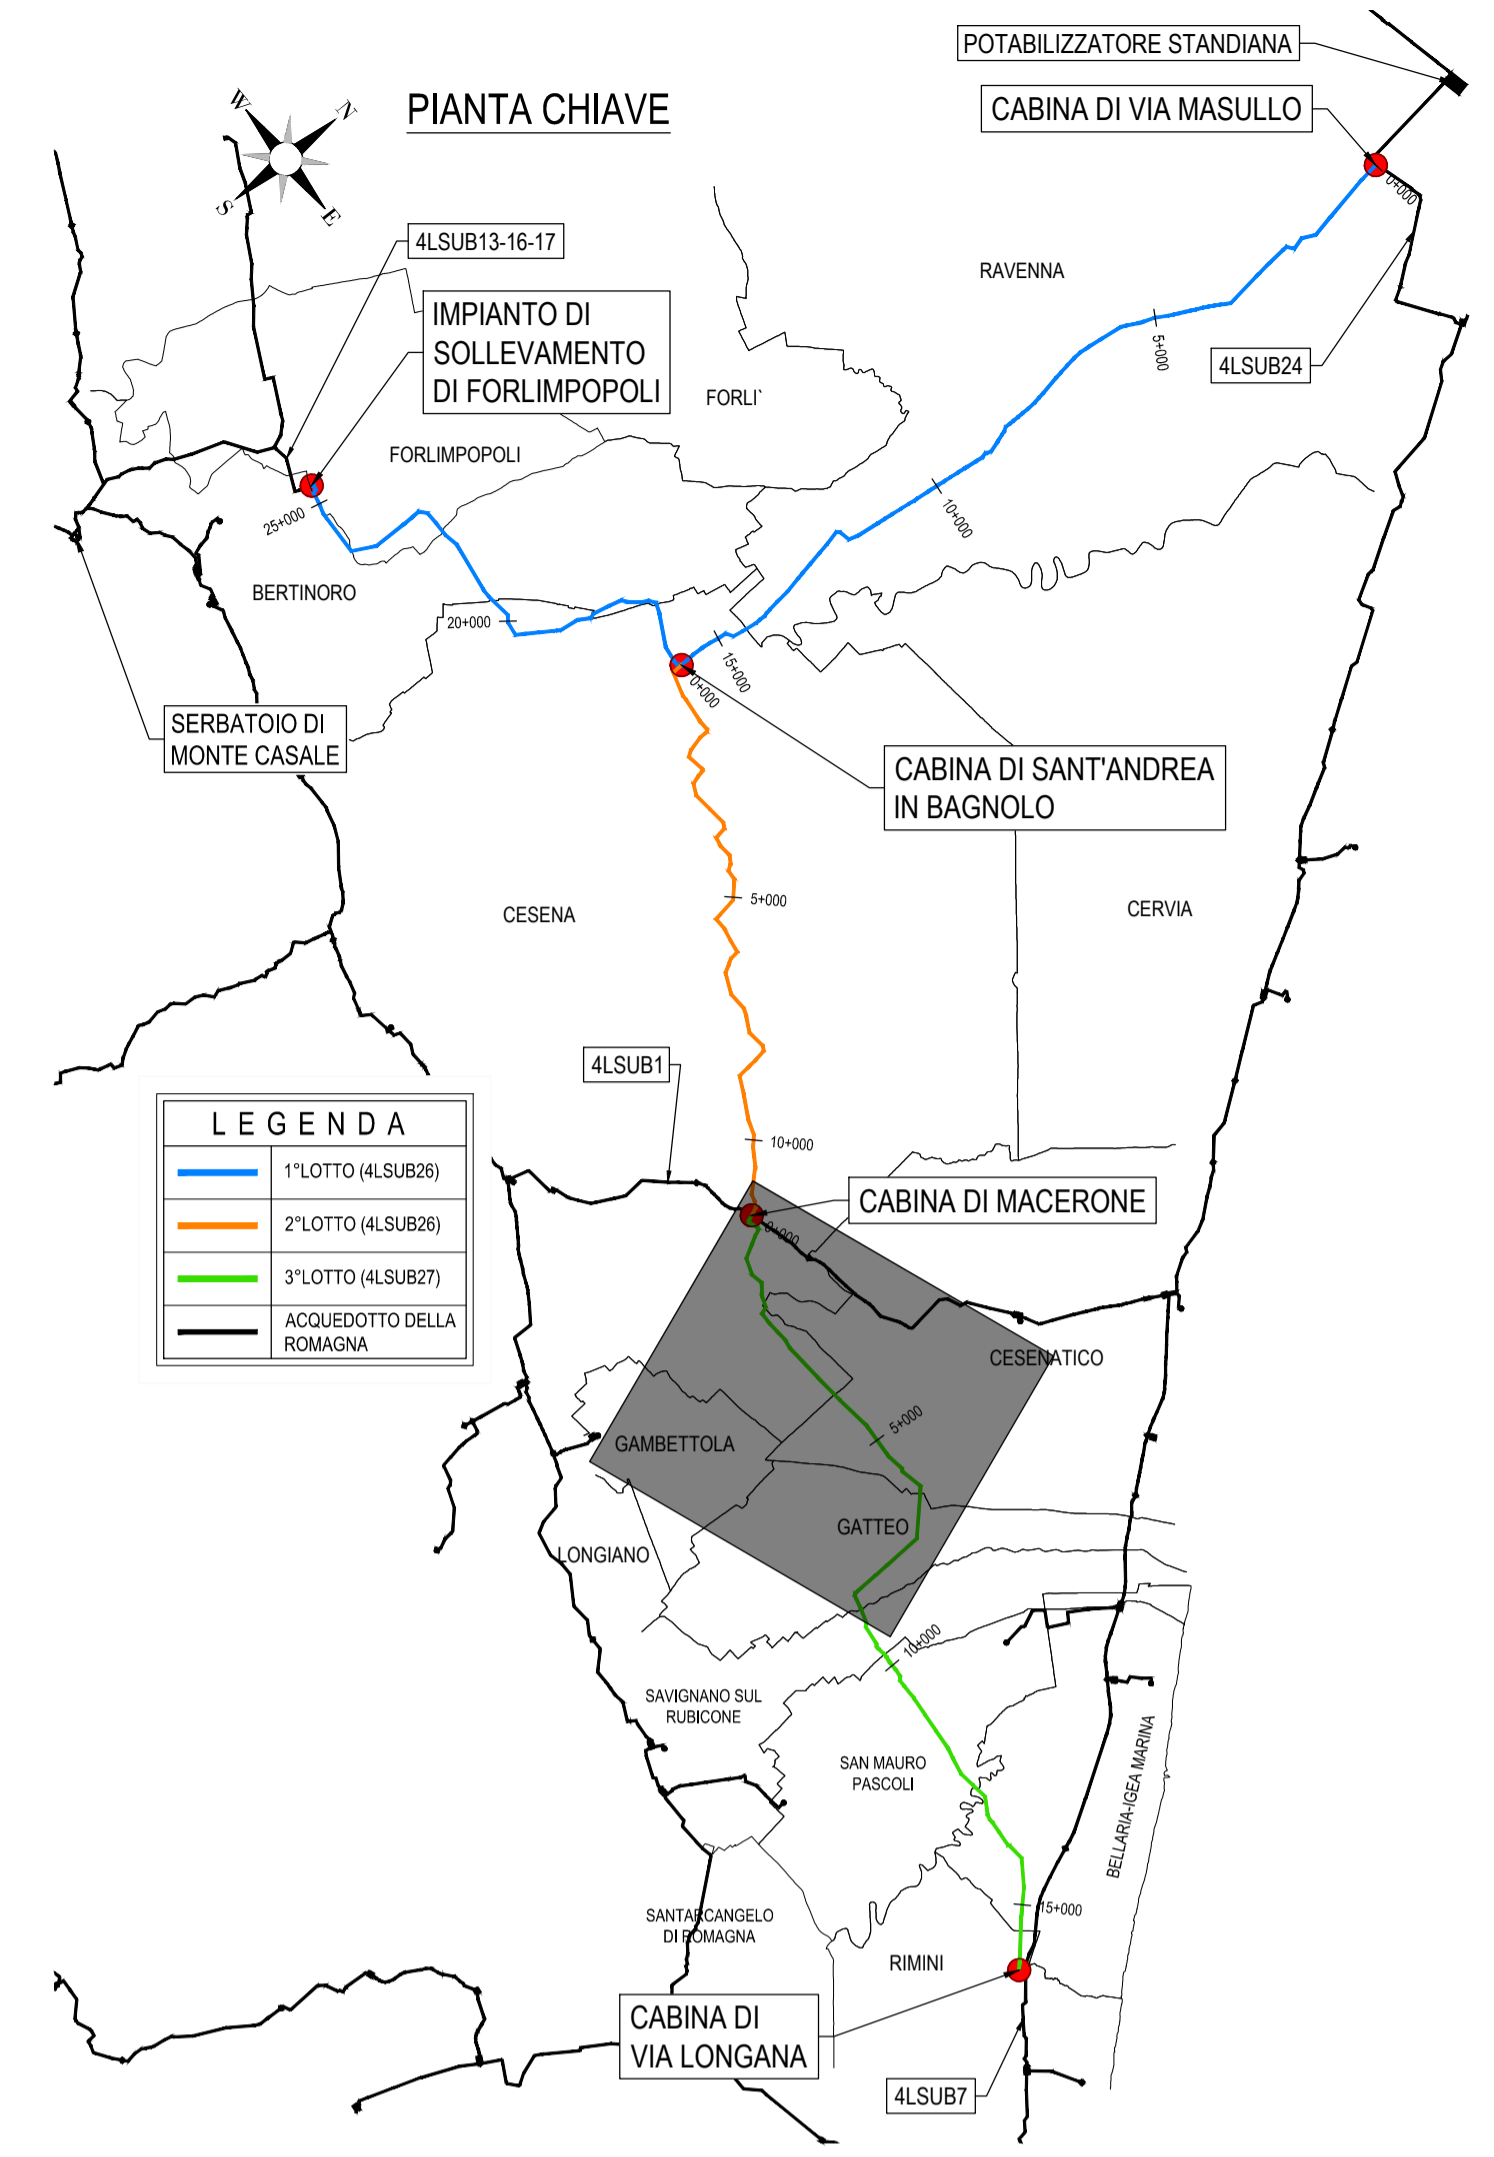 POTABILIZZATORE STANDIANA
PIANTA CHIAVE
CABINA DI VIA MASULLO
W
N
S
E
0+000
4LSUB13-16-17
RAVENNA
IMPIANTO DI
SOLLEVAMENTO
DI FORLIMPOPOLI
5+000
4LSUB24
FORLI`
FORLIMPOPOLI
25+000
10+000
BERTINORO
20+000
15+000
0+000
SERBATOIO DI
MONTE CASALE
CABINA DI SANT'ANDREA
IN BAGNOLO
5+000
CESENA
CERVIA
4LSUB1
LEGENDA
1°LOTTO (4LSUB26)
2°LOTTO (4LSUB26)
3°LOTTO (4LSUB27)
ACQUEDOTTO DELLA
ROMAGNA
10+000
CABINA DI MACERONE
0+000
CESENATICO
5+000
GAMBETTOLA
GATTEO
LONGIANO
10+000
SAVIGNANO SUL
RUBICONE
SAN MAURO
PASCOLI
BELLARIA-IGEA MARINA
15+000
SANTARCANGELO
DI ROMAGNA
RIMINI
CABINA DI
VIA LONGANA
4LSUB7